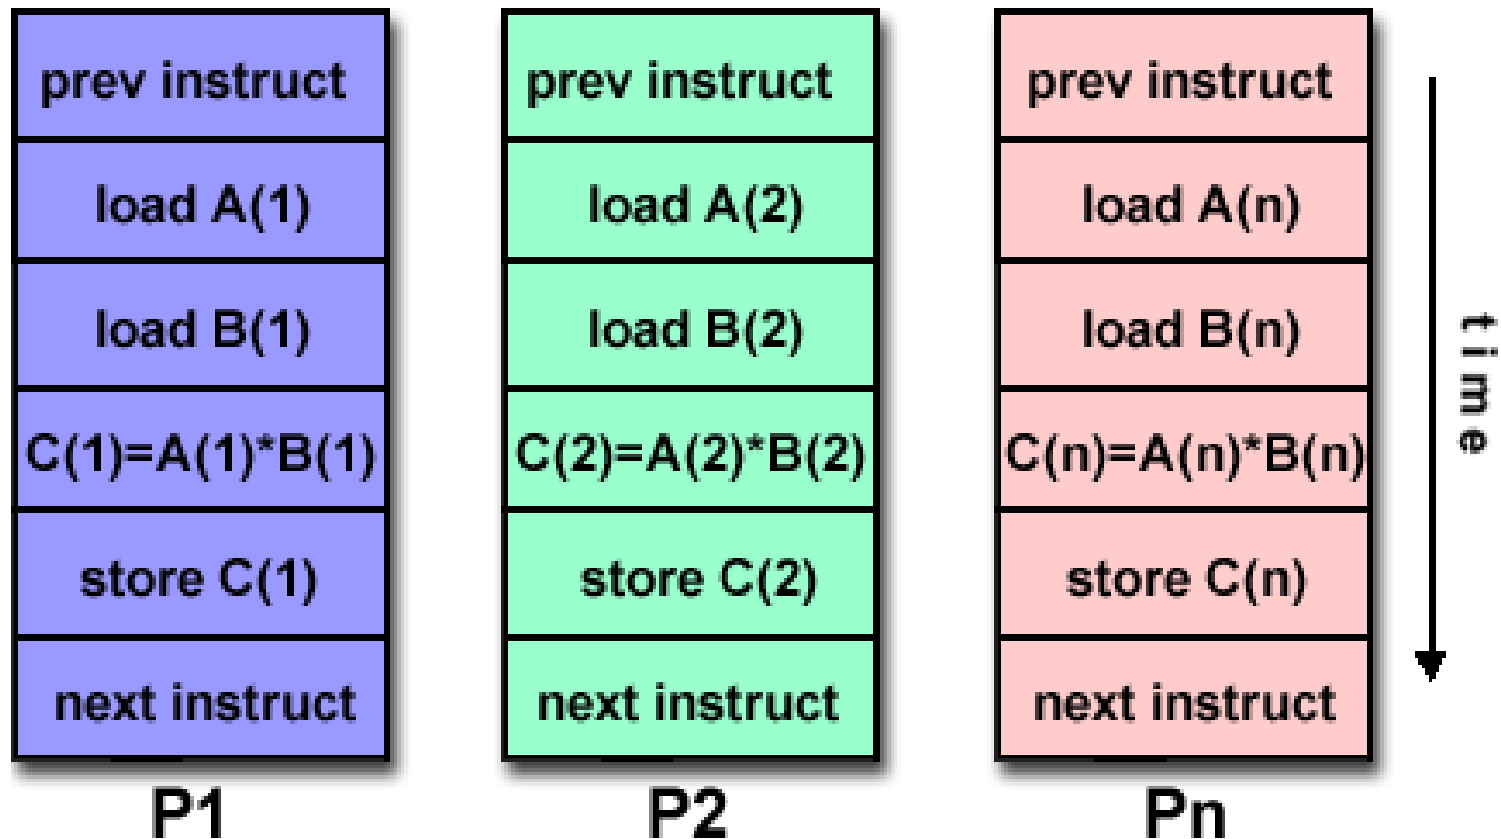 prev instruct
load A(1)
load B(1)
C(1)=A(1)*B(1)
store C(1)
next instruct
P1
prev instruct
load A(2)
load B(2)
C(2)=A(2)*B(2)
store C(2)
next instruct
P2
prev instruct
load A(n)
load B(n)
C(n)=A(n)*B(n)
store C(n)
next instruct
Pn
time